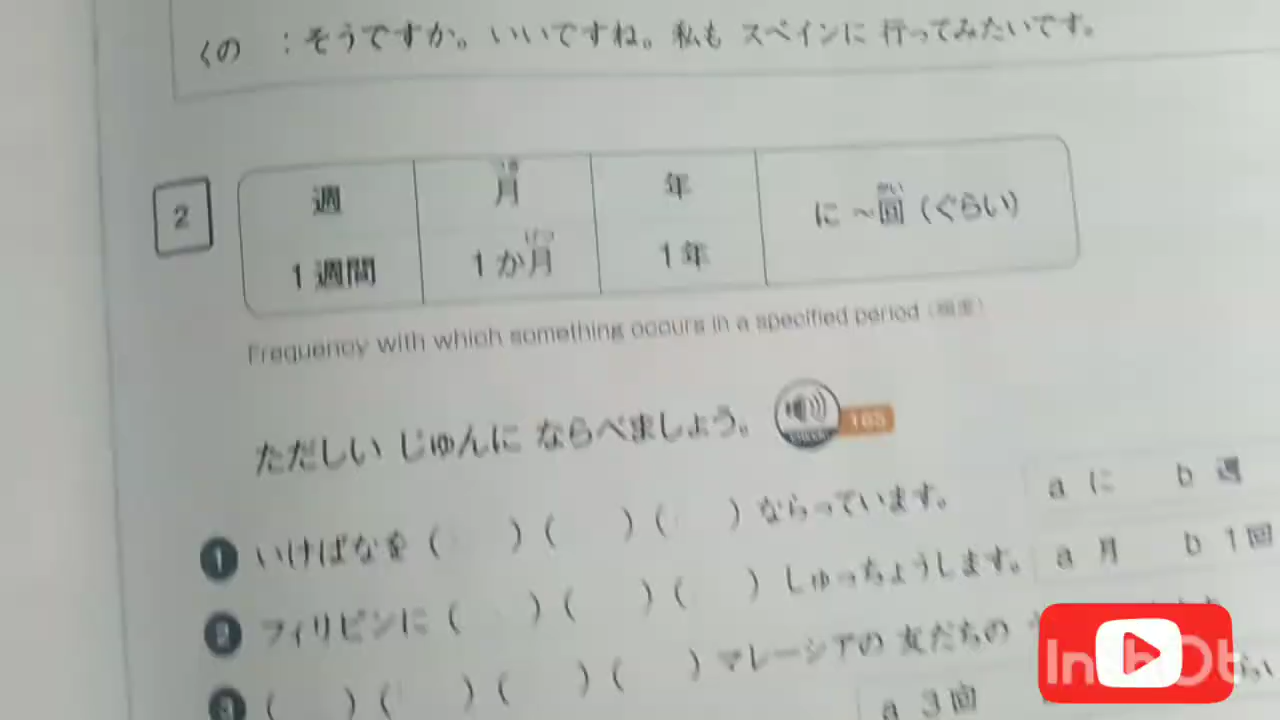 くの ：そうですか。いいですね。私も スペインに 行ってみたいです。
2
週 月 年 に ～回（ぐらい）
1週間 1か月 1年
Frequency with which something occurs in a specified period
ただしい じゅんに ならべましょう。 163
1 いけばなを（ ）（ ）（ ）ならっています。 a に b 週
2 フィリピンに（ ）（ ）（ ）しゅっちょうします。 a 月 b 1回
3（ ）（ ）（ ）（ ）マレーシアの 友だちの
a 3回
InShOt